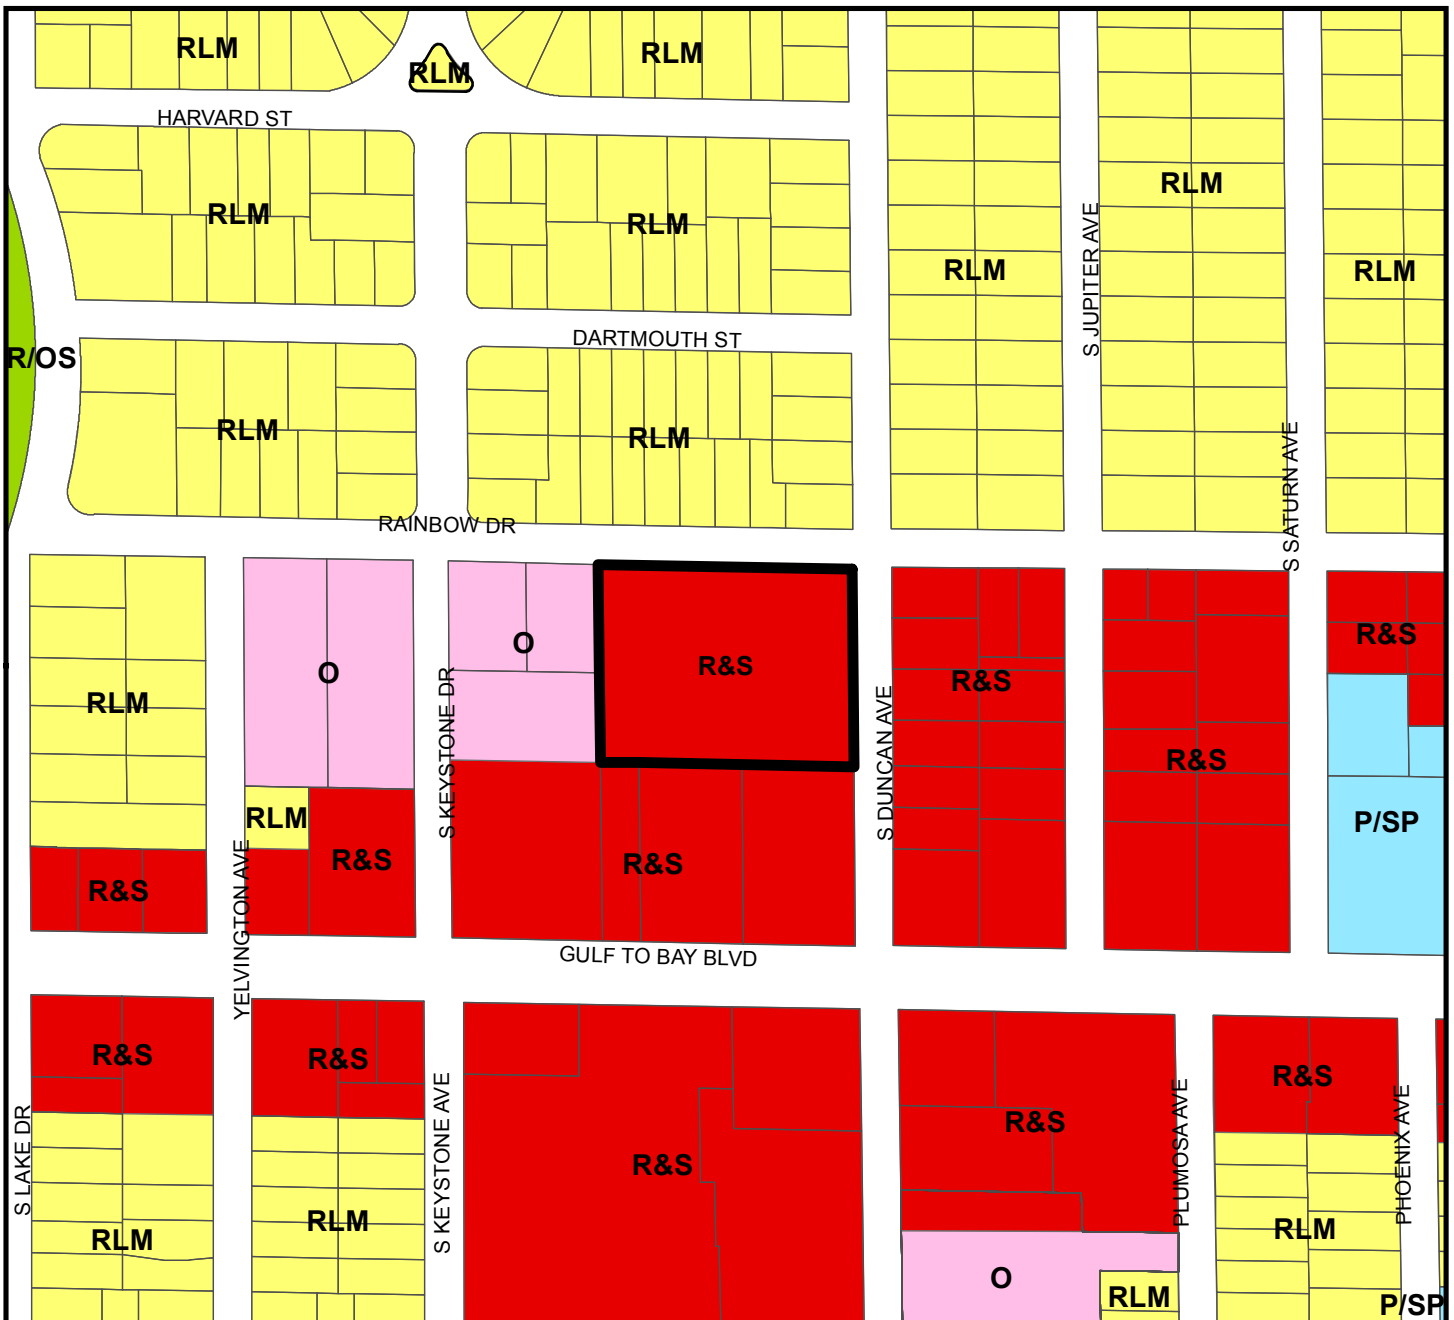 RLM
RLM
RLM
HARVARD ST
RLM
RLM
RLM
RLM
RLM
S JUPITER AVE
DARTMOUTH ST
R/OS
RLM
RLM
S SATURN AVE
RAINBOW DR
O
O
R&S
R&S
R&S
RLM
S KEYSTONE DR
S DUNCAN AVE
R&S
RLM
P/SP
R&S
R&S
R&S
YELVINGTON AVE
GULF TO BAY BLVD
R&S
R&S
R&S
R&S
R&S
S LAKE DR
S KEYSTONE AVE
PLUMOSA AVE
PHOENIX AVE
RLM
RLM
RLM
O
RLM
P/SP